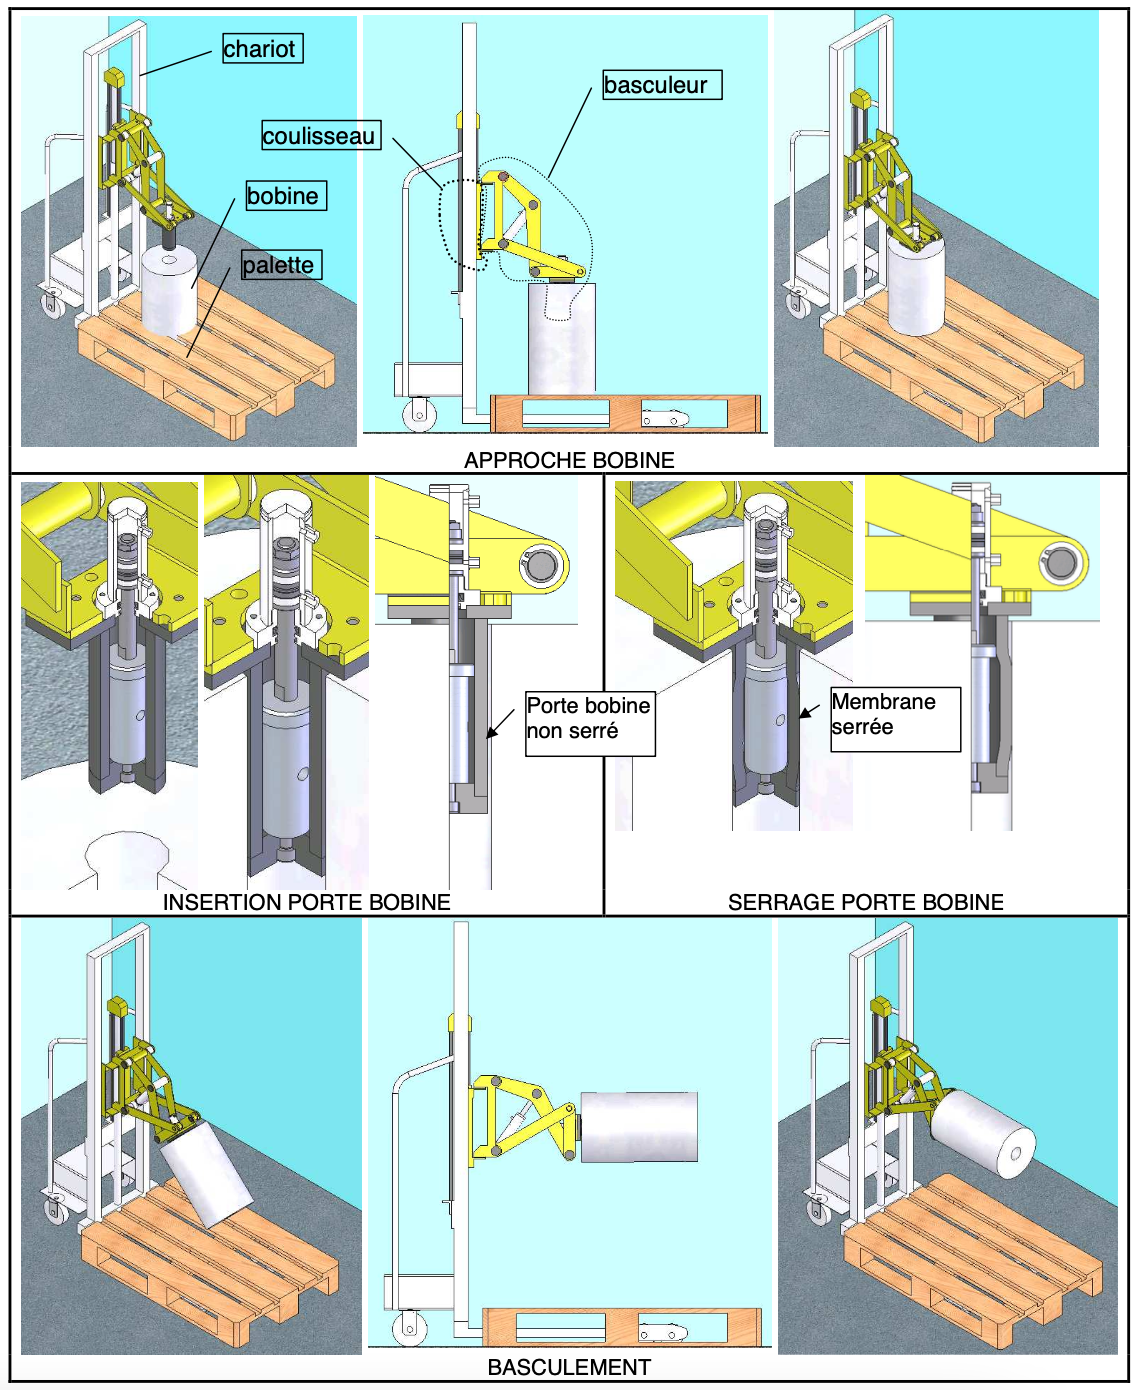 chariot
basculeur
coulisseau
bobine
palette
APPROCHE BOBINE
Porte bobine
non serré
Membrane
serrée
INSERTION PORTE BOBINE
SERRAGE PORTE BOBINE
BASCULEMENT